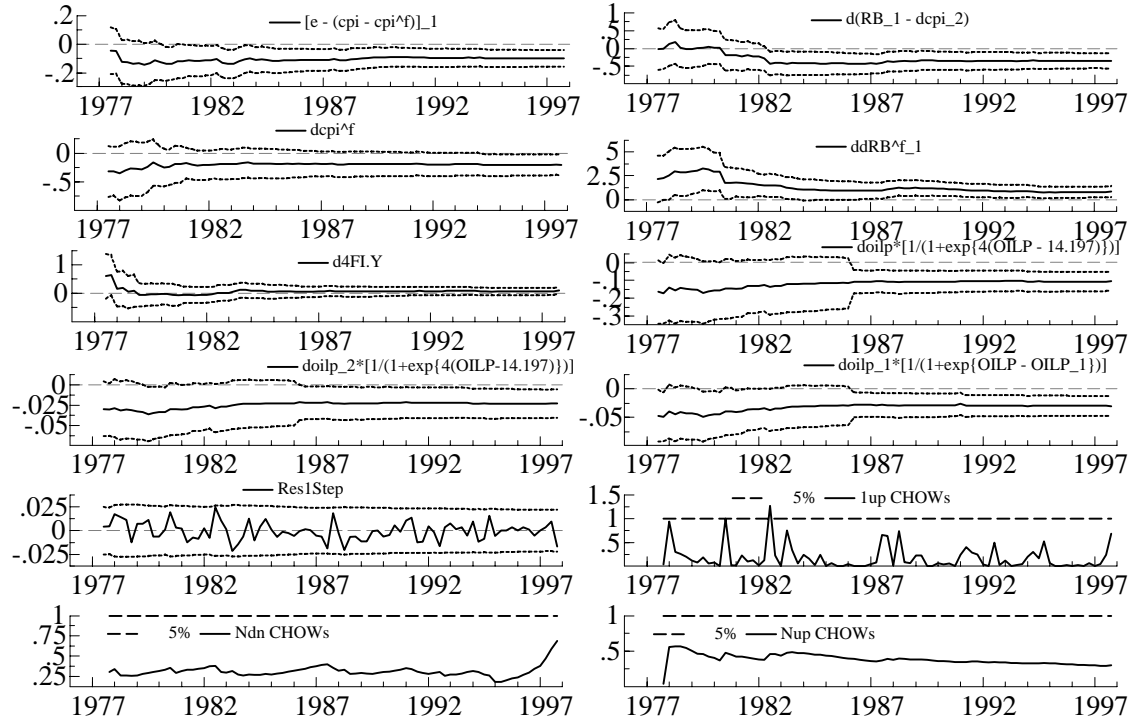 [e - (cpi - cpi^f)]_1
.2
0
-.2
1977 1982 1987 1992 1997
d(RB_1 - dcpi_2)
1
.5
0
-.5
1977 1982 1987 1992 1997
dcpi^f
0
-.5
1977 1982 1987 1992 1997
ddRB^f_1
5
2.5
0
1977 1982 1987 1992 1997
d4FI.Y
1
0
1977 1982 1987 1992 1997
doilp*[1/(1+exp{4(OILP - 14.197)})]
0
-.1
-.2
-.3
1977 1982 1987 1992 1997
doilp_2*[1/(1+exp{4(OILP-14.197)})]
0
-.025
-.05
1977 1982 1987 1992 1997
doilp_1*[1/(1+exp{OILP - OILP_1})]
0
-.05
1977 1982 1987 1992 1997
Res1Step
.025
0
-.025
1977 1982 1987 1992 1997
1.5
5% 1up CHOWs
1
.5
1977 1982 1987 1992 1997
1
.75
5% Ndn CHOWs
.5
.25
1977 1982 1987 1992 1997
1
5% Nup CHOWs
.5
1977 1982 1987 1992 1997